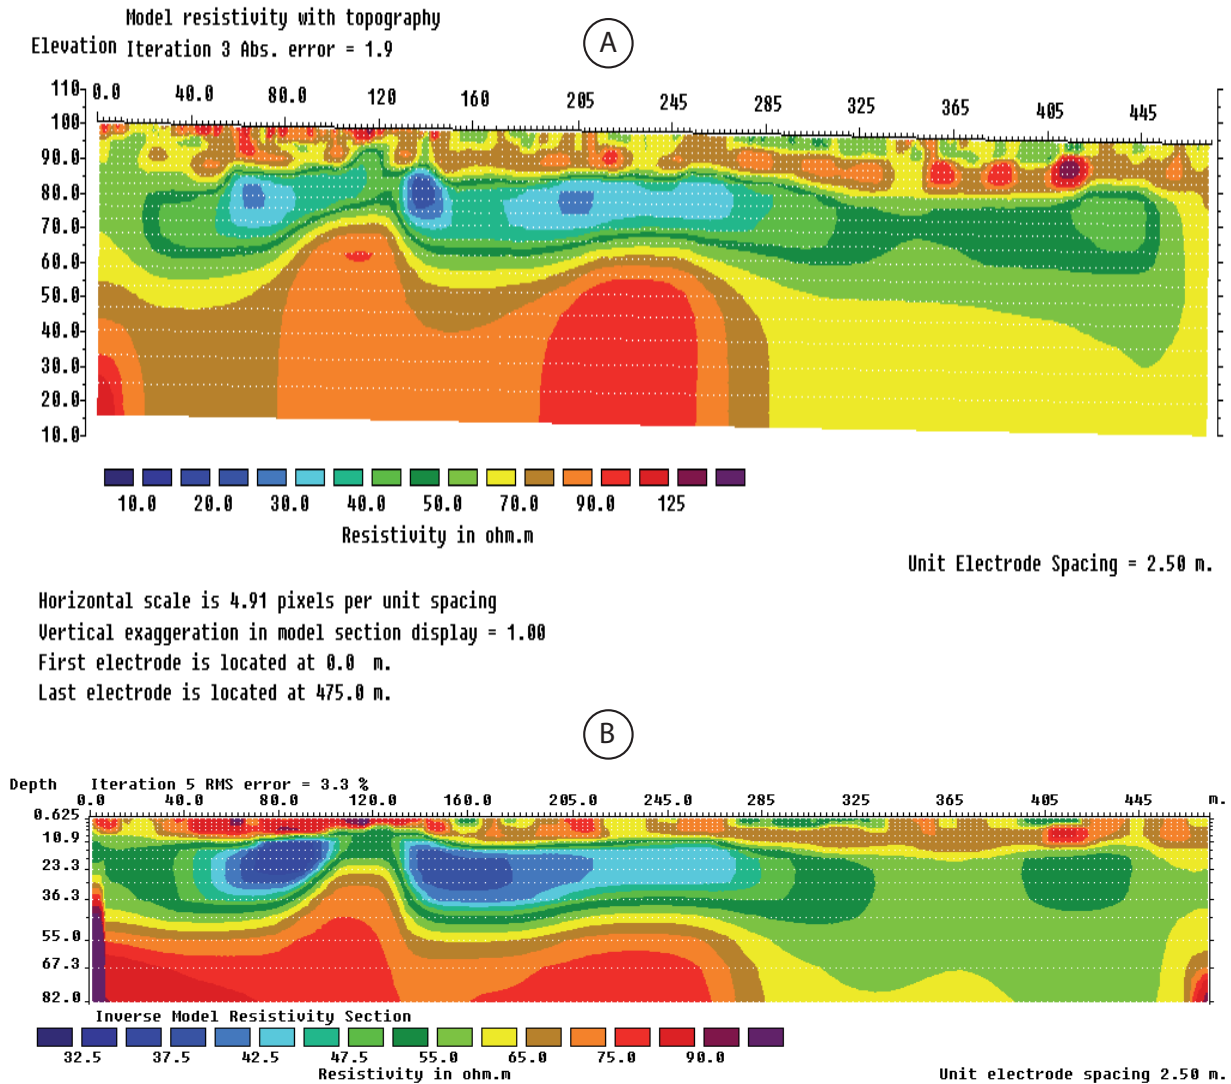 Model resistivity with topography
A
Elevation Iteration 3 Abs. error = 1.9
110 0.0 40.0 80.0 120 160 205 245 285 325 365 405 445
100
90.0
80.0
70.0
60.0
50.0
40.0
30.0
20.0
10.0
10.0 20.0 30.0 40.0 50.0 70.0 90.0 125
Resistivity in ohm.m
Unit Electrode Spacing = 2.50 m.
Horizontal scale is 4.91 pixels per unit spacing
Vertical exaggeration in model section display = 1.00
First electrode is located at 0.0 m.
Last electrode is located at 475.0 m.
B
Depth Iteration 5 RMS error = 3.3 %
0.0 40.0 80.0 120.0 160.0 205.0 245.0 285 325 365 405 445 m.
0.625
10.9
23.3
36.3
55.0
67.3
82.0
Inverse Model Resistivity Section
32.5 37.5 42.5 47.5 55.0 65.0 75.0 90.0
Resistivity in ohm.m
Unit electrode spacing 2.50 m.